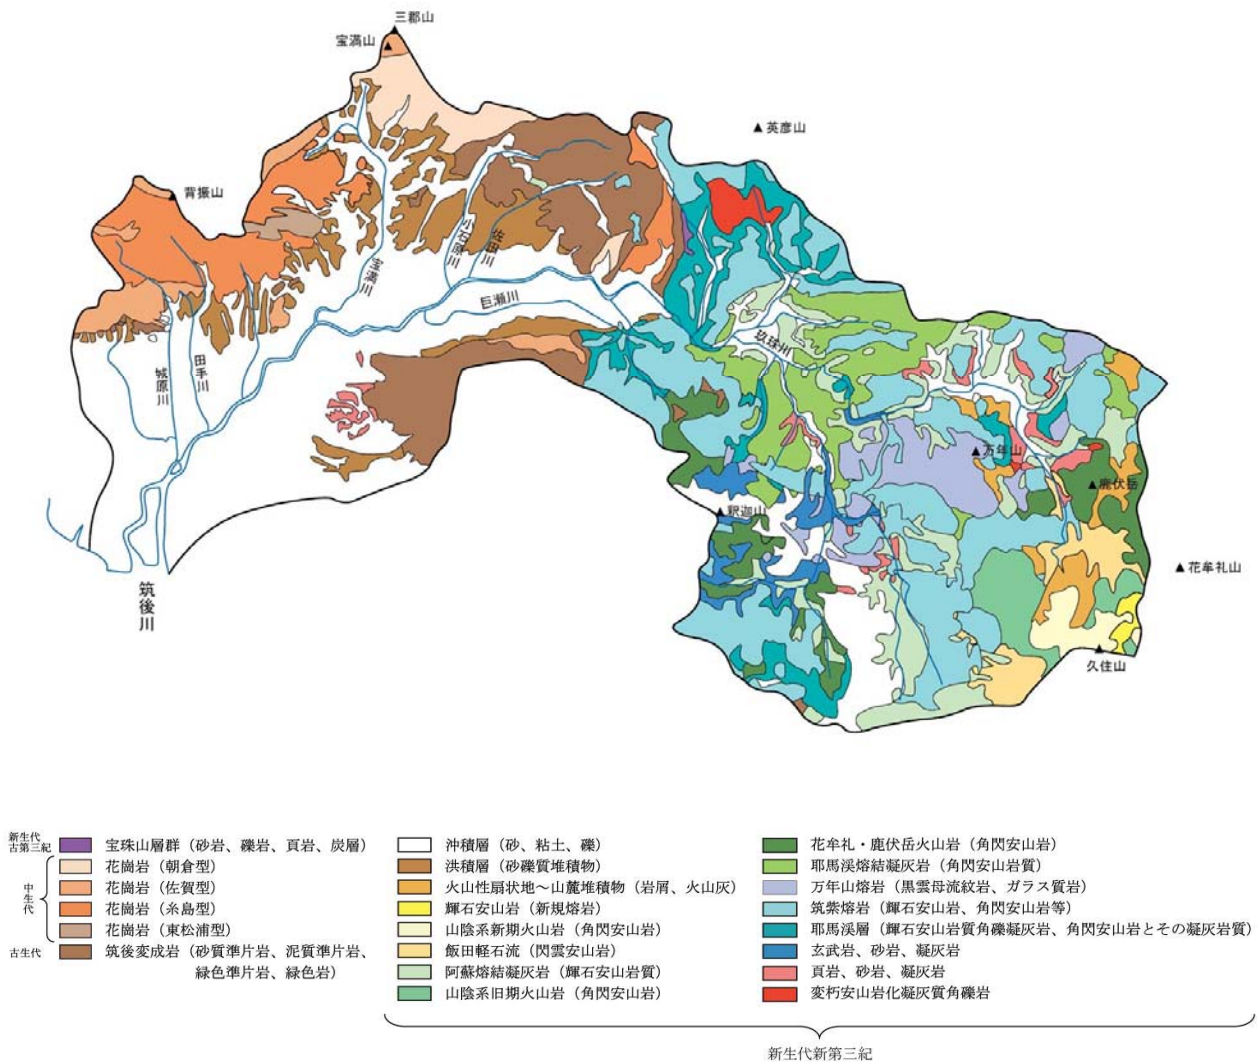 三郡山
宝満山
英彦山
背振山
小石原川
佐田川
宝満川
巨瀬川
玖珠川
城原川
田手川
万年山
鹿伏岳
釈迦山
花牟礼山
筑後川
久住山
新生代
古第三紀
宝珠山層群（砂岩、礫岩、頁岩、炭層）
中生代
花崗岩（朝倉型）
花崗岩（佐賀型）
花崗岩（糸島型）
花崗岩（東松浦型）
古生代
筑後変成岩（砂質準片岩、泥質準片岩、
緑色準片岩、緑色岩）
沖積層（砂、粘土、礫）
洪積層（砂礫質堆積物）
火山性扇状地～山麓堆積物（岩屑、火山灰）
輝石安山岩（新規熔岩）
山陰系新期火山岩（角閃安山岩）
飯田軽石流（閃雲安山岩）
阿蘇熔結凝灰岩（輝石安山岩質）
山陰系旧期火山岩（角閃安山岩）
花牟礼・鹿伏岳火山岩（角閃安山岩）
耶馬渓熔結凝灰岩（角閃安山岩質）
万年山熔岩（黒雲母流紋岩、ガラス質岩）
筑紫熔岩（輝石安山岩、角閃安山岩等）
耶馬渓層（輝石安山岩質角礫凝灰岩、角閃安山岩とその凝灰岩質）
玄武岩、砂岩、凝灰岩
頁岩、砂岩、凝灰岩
変朽安山岩化凝灰質角礫岩
新生代新第三紀